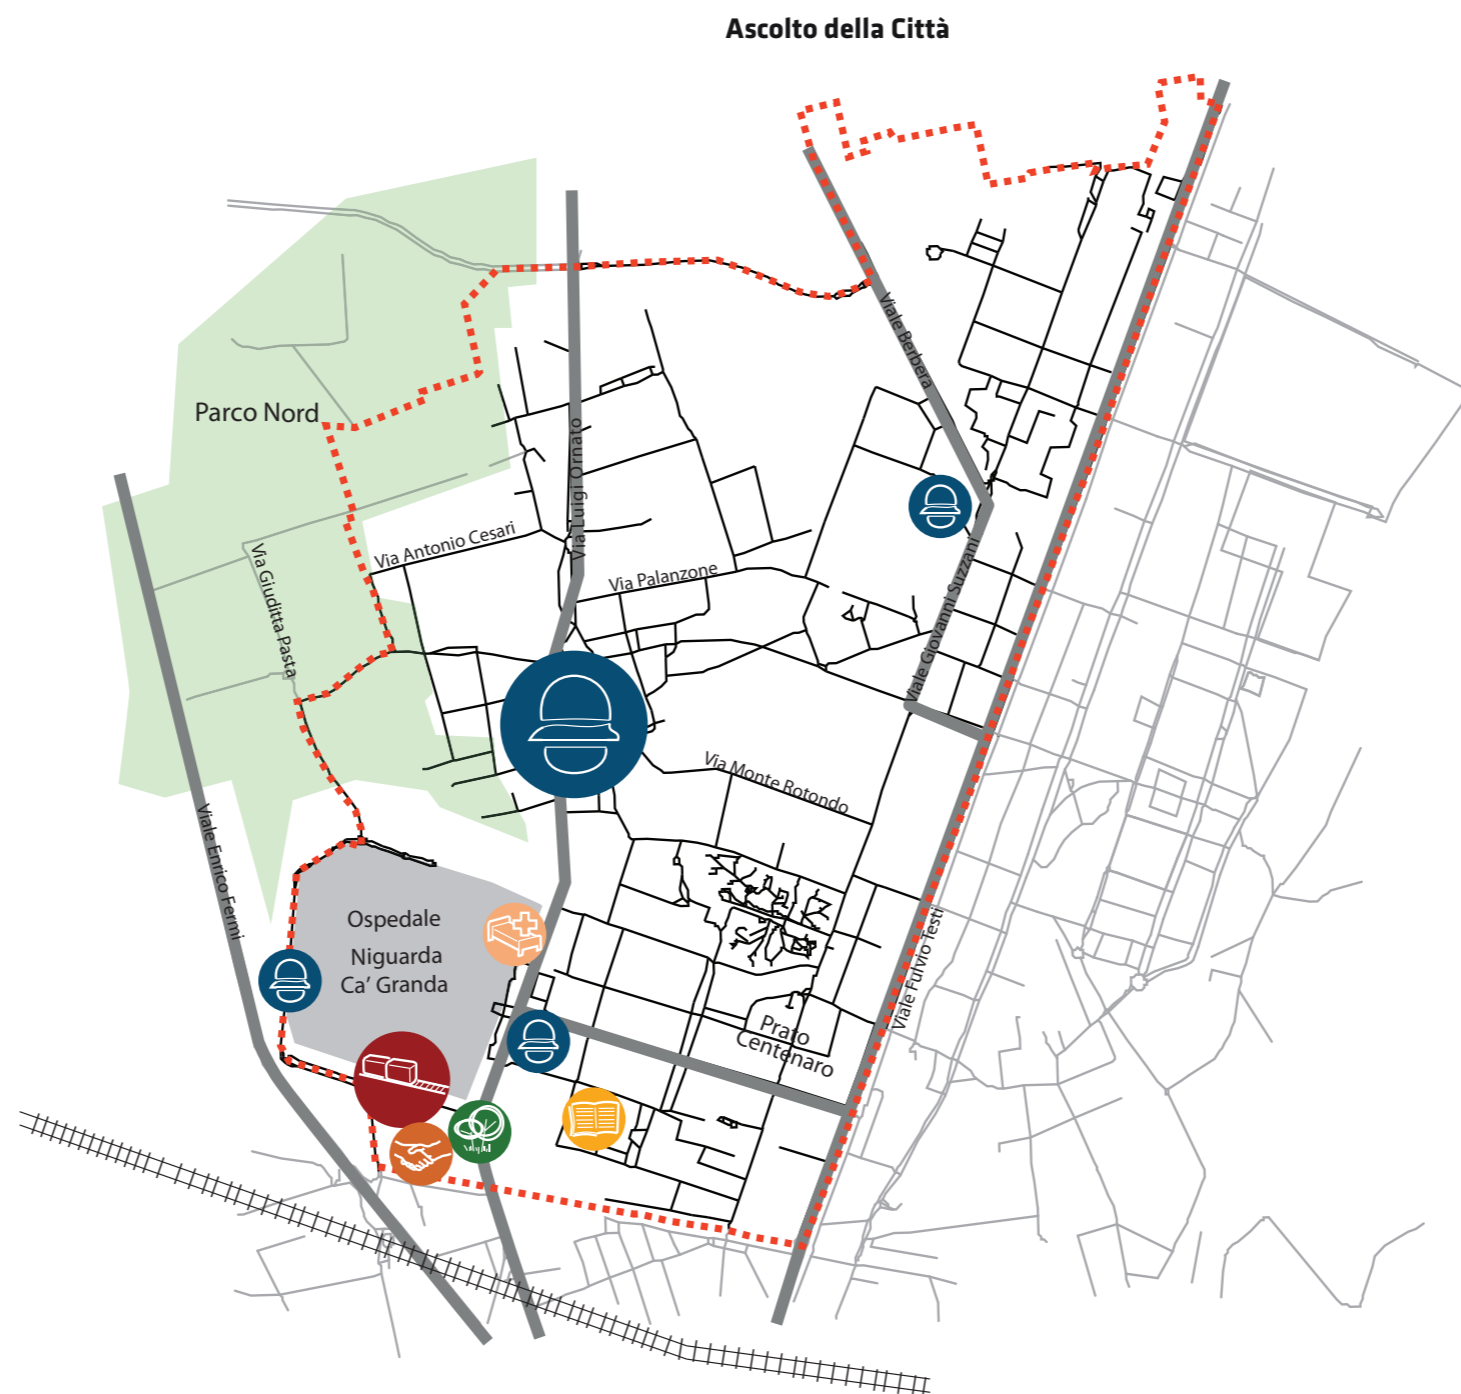 Ascolto della Città
Viale Berbera
Parco Nord
Via Luigi Ornato
Via Antonio Cesari
Via Giuditta Pasta
Via Palanzone
Viale Giovanni Suzzani
Via Monte Rotondo
Viale Enrico Fermi
Ospedale
Niguarda
Ca’ Granda
Viale Fulvio Testi
Prato
Centenaro